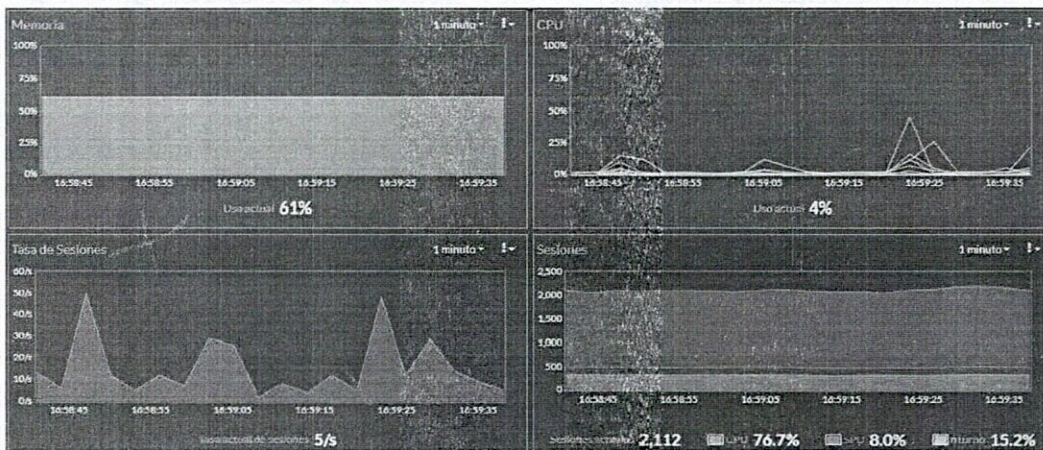 Memoria 1 minuto
100%
75%
50%
25%
0%
16:58:45 16:58:55 16:59:05 16:59:15 16:59:25 16:59:35
Uso actual 61%
CPU 1 minuto
100%
75%
50%
25%
0%
16:58:45 16:58:55 16:59:05 16:59:15 16:59:25 16:59:35
Uso actual 4%
Tasa de Sesiones 1 minuto
60/s
50/s
40/s
30/s
20/s
10/s
0/s
16:58:45 16:58:55 16:59:05 16:59:15 16:59:25 16:59:35
Tasa actual de sesiones 5/s
Sesiones 1 minuto
2,500
2,000
1,500
1,000
500
0
16:58:45 16:58:55 16:59:05 16:59:15 16:59:25 16:59:35
Sesiones actuales 2,112 CPU 76.7% SPU 8.0% nTurbo 15.2%